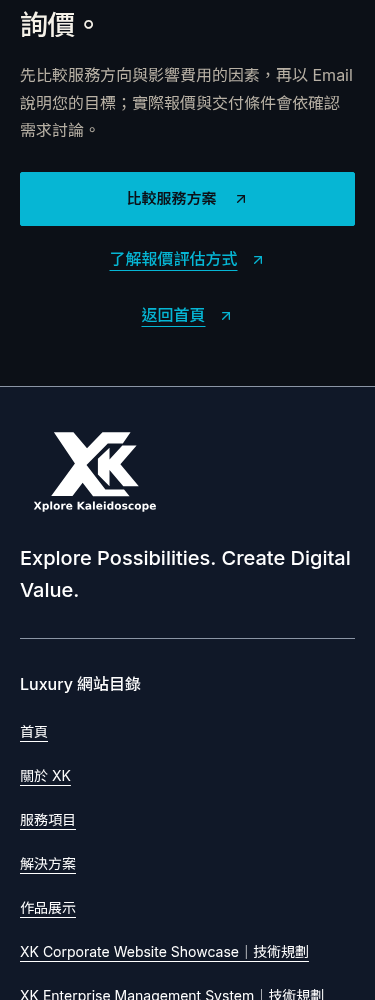 詢價。
先比較服務方向與影響費用的因素，再以 Email
說明您的目標；實際報價與交付條件會依確認
需求討論。
比較服務方案
了解報價評估方式
返回首頁
XK
Xplore Kaleidoscope
Explore Possibilities. Create Digital
Value.
Luxury 網站目錄
首頁
關於 XK
服務項目
解決方案
作品展示
XK Corporate Website Showcase｜技術規劃
XK Enterprise Management System｜技術規劃